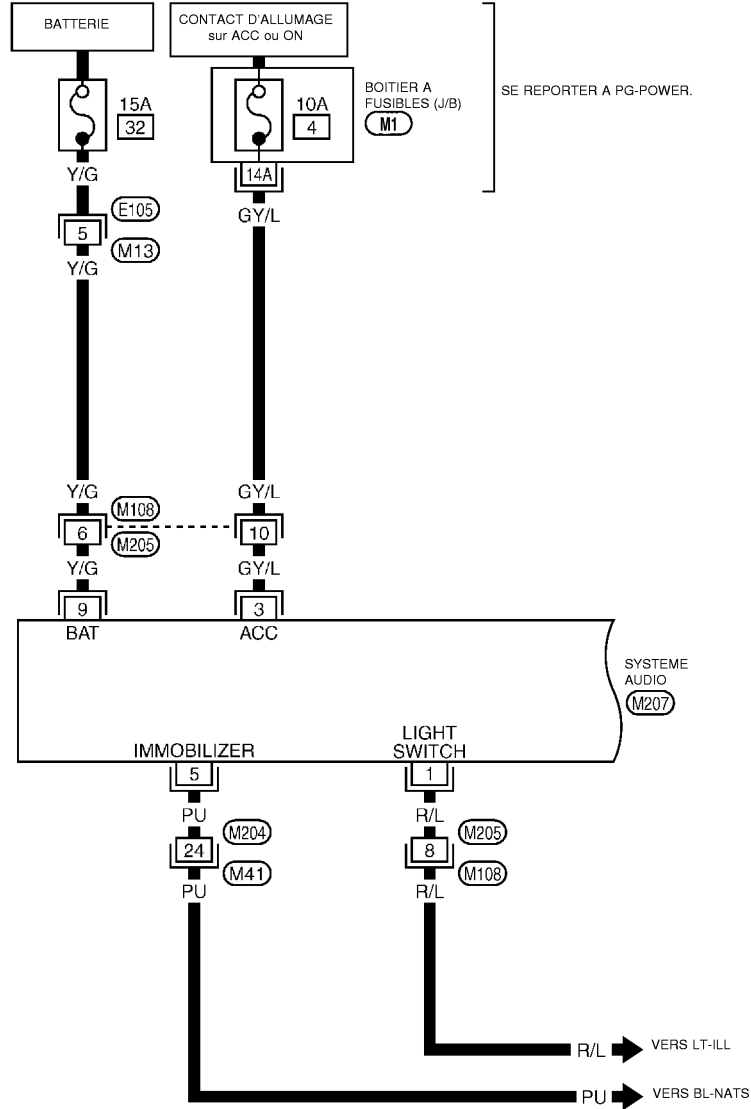 BATTERIE
CONTACT D'ALLUMAGE
sur ACC ou ON
15A
32
10A
4
BOITIER A
FUSIBLES (J/B)
M1
SE REPORTER A PG-POWER.
14A
Y/G
GY/L
E105
5
M13
Y/G
Y/G
GY/L
M108
6
10
M205
Y/G
GY/L
9
3
BAT
ACC
SYSTEME
AUDIO
M207
IMMOBILIZER
LIGHT
SWITCH
5
1
PU
R/L
M204
M205
24
8
M41
M108
PU
R/L
R/L
VERS LT-ILL
PU
VERS BL-NATS